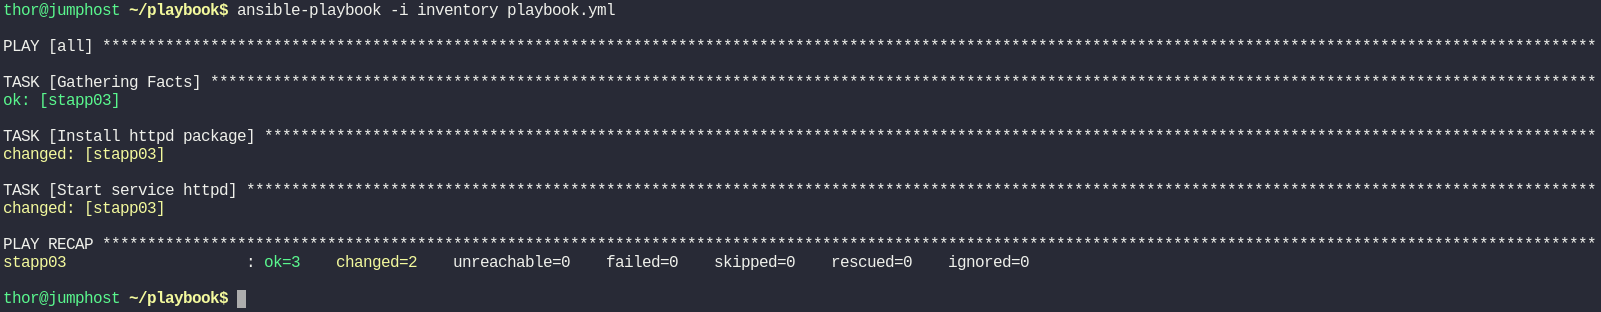 thor@jumphost ~/playbook$ ansible-playbook -i inventory playbook.yml
PLAY [all] **********************************************************************************************************************************************************************
TASK [Gathering Facts] **********************************************************************************************************************************************************
ok: [stapp03]
TASK [Install httpd package] ****************************************************************************************************************************************************
changed: [stapp03]
TASK [Start service httpd] ******************************************************************************************************************************************************
changed: [stapp03]
PLAY RECAP **********************************************************************************************************************************************************************
stapp03                    : ok=3    changed=2    unreachable=0    failed=0    skipped=0    rescued=0    ignored=0
thor@jumphost ~/playbook$